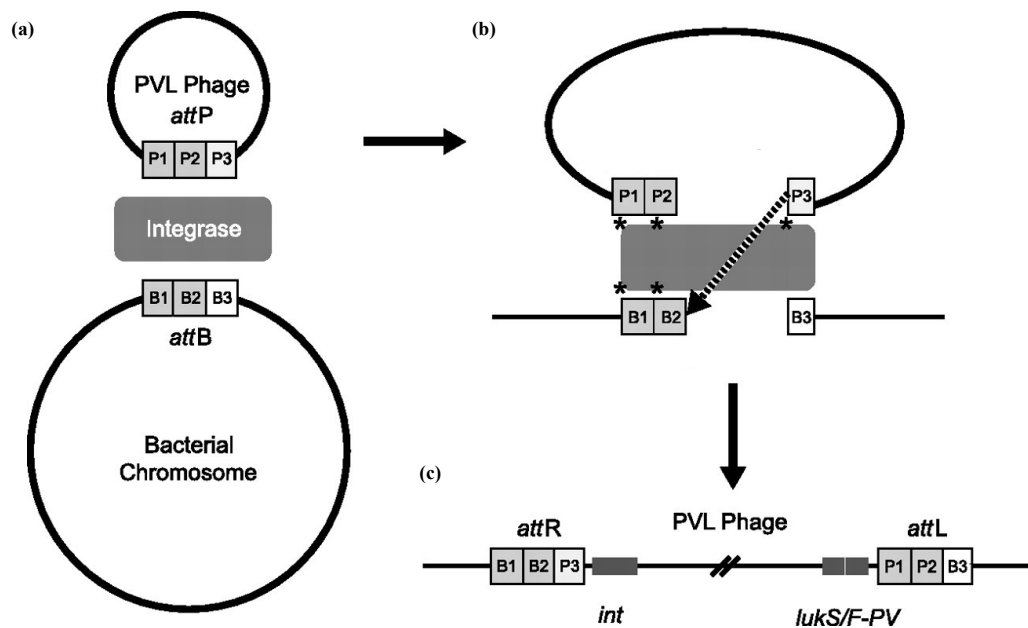 (a)
PVL Phage
attP
P1 P2 P3
Integrase
B1 B2 B3
attB
Bacterial
Chromosome
(b)
P1 P2 P3
* * *
* *
B1 B2 B3
(c)
PVL Phage
attR attL
B1 B2 P3 P1 P2 B3
int lukS/F-PV